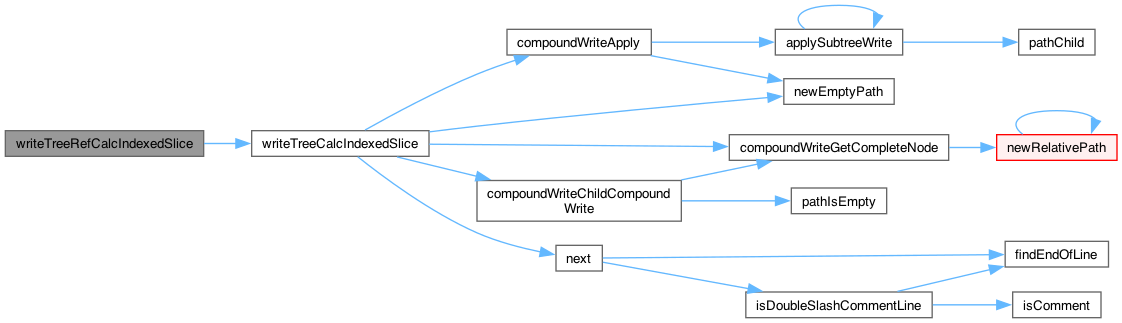 writeTreeRefCalcIndexedSlice
writeTreeCalcIndexedSlice
compoundWriteApply
applySubtreeWrite
pathChild
newEmptyPath
compoundWriteGetCompleteNode
newRelativePath
compoundWriteChildCompound
Write
pathIsEmpty
next
findEndOfLine
isDoubleSlashCommentLine
isComment